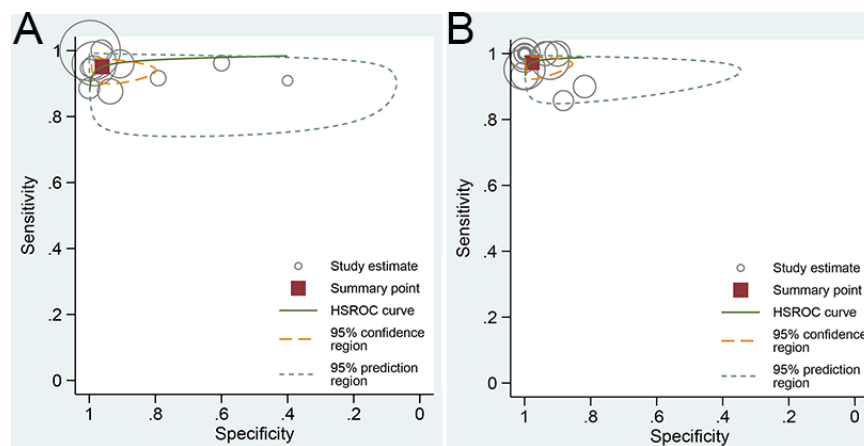 A
1
.8
.6
.4
.2
0
Sensitivity
1
.8
.6
.4
.2
0
Specificity
Study estimate
Summary point
HSROC curve
95% confidence
region
95% prediction
region
B
1
.8
.6
.4
.2
0
Sensitivity
1
.8
.6
.4
.2
0
Specificity
Study estimate
Summary point
HSROC curve
95% confidence
region
95% prediction
region